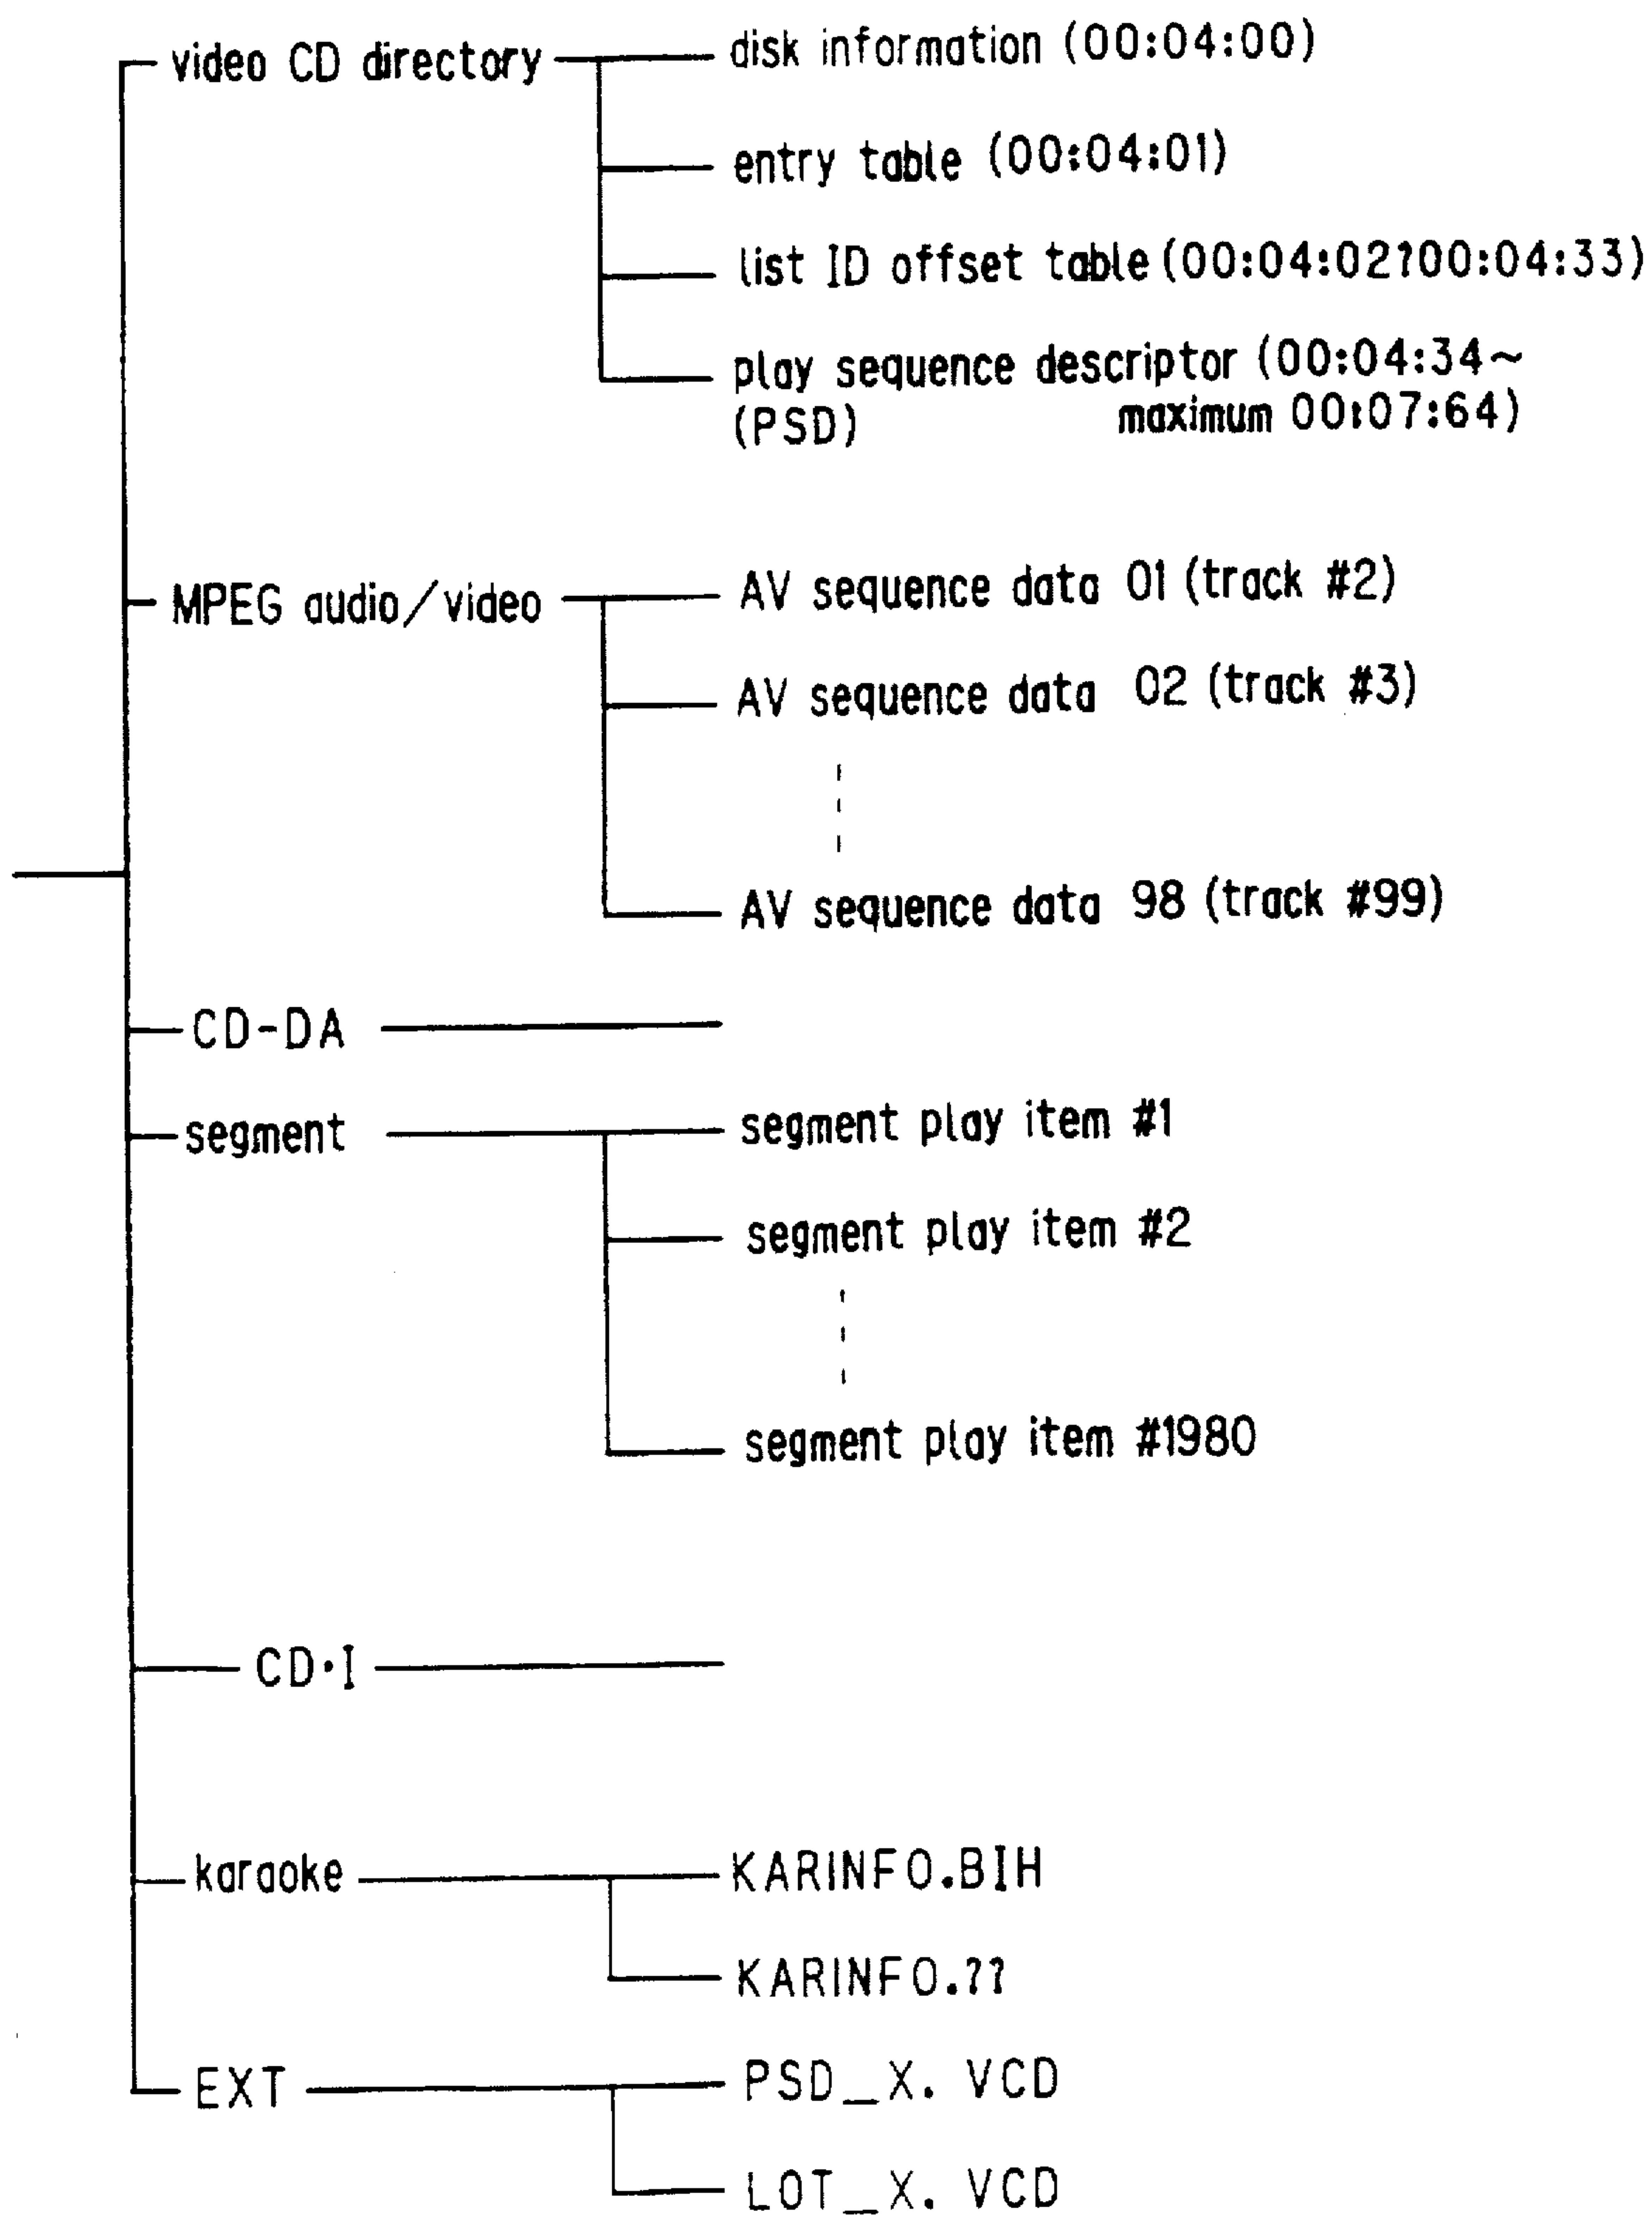 video CD directory
disk information (00:04:00)
entry table (00:04:01)
list ID offset table (00:04:02?00:04:33)
play sequence descriptor (00:04:34~
(PSD) maximum 00:07:64)
MPEG audio/video
AV sequence data 01 (track #2)
AV sequence data 02 (track #3)
AV sequence data 98 (track #99)
CD-DA
segment
segment play item #1
segment play item #2
segment play item #1980
CD·I
karaoke
KARINFO.BIH
KARINFO.??
EXT
PSD_X. VCD
LOT_X. VCD